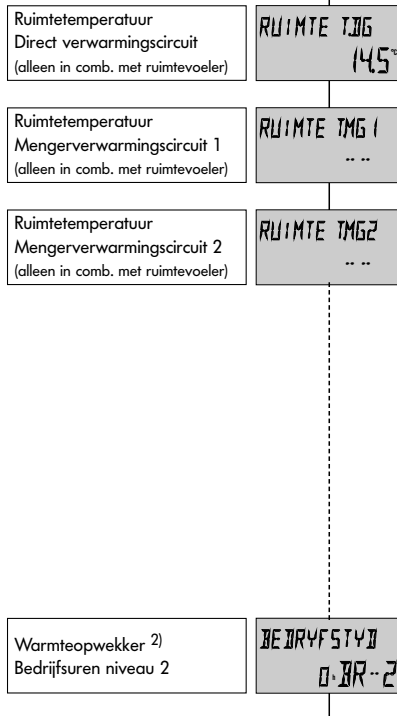 Ruimtetemperatuur
Direct verwarmingscircuit
(alleen in comb. met ruimtevoeler)
RUIMTE T.DG
14.5°
Ruimtetemperatuur
Mengerverwarmingscircuit 1
(alleen in comb. met ruimtevoeler)
RUIMTE TMG1
-- --
Ruimtetemperatuur
Mengerverwarmingscircuit 2
(alleen in comb. met ruimtevoeler)
RUIMTE TMG2
-- --
Warmteopwekker 2)
Bedrijfsuren niveau 2
BEDRYFSTYD